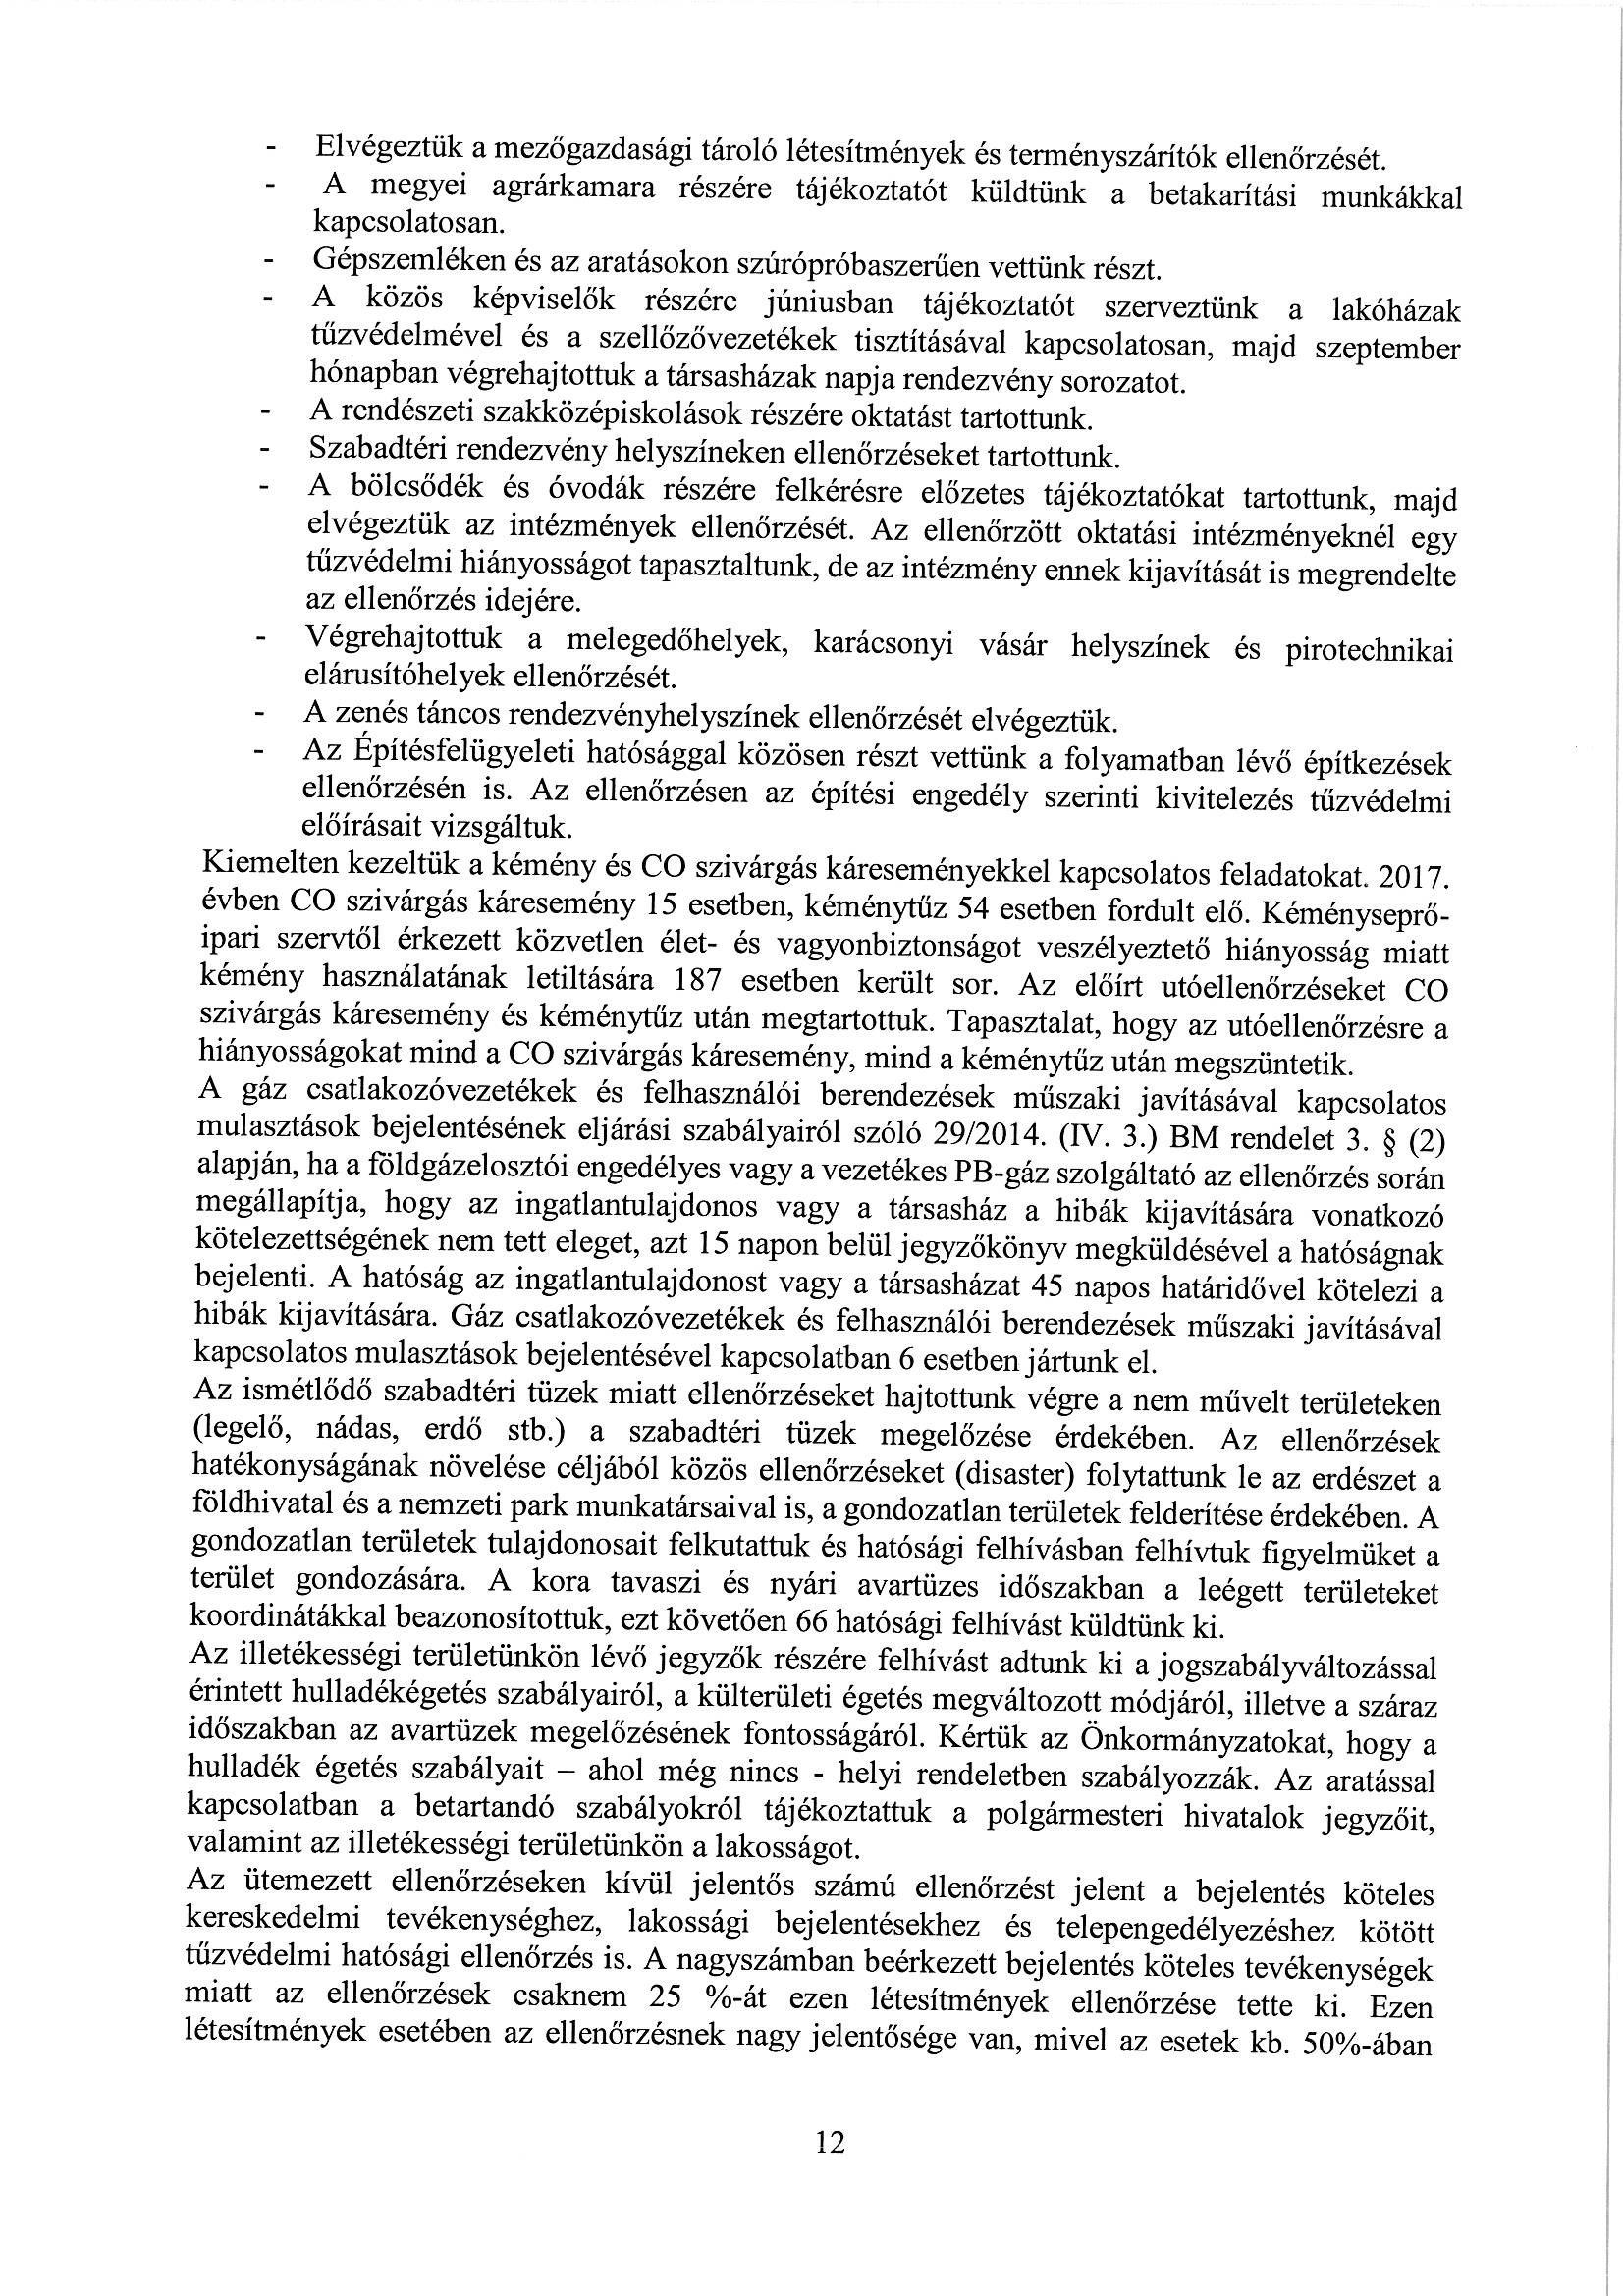 - Elvégeztük a mezőgazdasági tároló létesítmények és terményszárítók ellenőrzését.
- A megyei agrárkamara részére tájékoztatót küldtünk a betakarítási munkákkal
kapcsolatosan.
- Gépszemléken és az aratásokon szúrópróbaszerűen vettünk részt.
- A közös képviselők részére júniusban tájékoztatót szerveztünk a lakóházak
tűzvédelmével és a szellőzővezetékek tisztításával kapcsolatosan, majd szeptember
hónapban végrehajtottuk a társasházak napja rendezvény sorozatot.
- A rendészeti szakközépiskolások részére oktatást tartottunk.
- Szabadtéri rendezvény helyszíneken ellenőrzéseket tartottunk.
- A bölcsődék és óvodák részére felkérésre előzetes tájékoztatókat tartottunk, majd
elvégeztük az intézmények ellenőrzését. Az ellenőrzött oktatási intézményeknél egy
tűzvédelmi hiányosságot tapasztaltunk, de az intézmény ennek kijavítását is megrendelte
az ellenőrzés idejére.
- Végrehajtottuk a melegedőhelyek, karácsonyi vásár helyszínek és pirotechnikai
elárusítóhelyek ellenőrzését.
- A zenés táncos rendezvényhelyszínek ellenőrzését elvégeztük.
- Az Építésfelügyeleti hatósággal közösen részt vettünk a folyamatban lévő építkezések
ellenőrzésén is. Az ellenőrzésen az építési engedély szerinti kivitelezés tűzvédelmi
előírásait vizsgáltuk.
Kiemelten kezeltük a kémény és CO szivárgás káreseményekkel kapcsolatos feladatokat. 2017.
évben CO szivárgás káresemény 15 esetben, kéménytűz 54 esetben fordult elő. Kéményseprő-
ipari szervtől érkezett közvetlen élet- és vagyonbiztonságot veszélyeztető hiányosság miatt
kémény használatának letiltására 187 esetben került sor. Az előírt utóellenőrzéseket CO
szivárgás káresemény és kéménytűz után megtartottuk. Tapasztalat, hogy az utóellenőrzésre a
hiányosságokat mind a CO szivárgás káresemény, mind a kéménytűz után megszüntetik.
A gáz csatlakozóvezetékek és felhasználói berendezések műszaki javításával kapcsolatos
mulasztások bejelentésének eljárási szabályairól szóló 29/2014. (IV. 3.) BM rendelet 3. § (2)
alapján, ha a földgázelosztói engedélyes vagy a vezetékes PB-gáz szolgáltató az ellenőrzés során
megállapítja, hogy az ingatlantulajdonos vagy a társasház a hibák kijavítására vonatkozó
kötelezettségének nem tett eleget, azt 15 napon belül jegyzőkönyv megküldésével a hatóságnak
bejelenti. A hatóság az ingatlantulajdonost vagy a társasházat 45 napos határidővel kötelezi a
hibák kijavítására. Gáz csatlakozóvezetékek és felhasználói berendezések műszaki javításával
kapcsolatos mulasztások bejelentésével kapcsolatban 6 esetben jártunk el.
Az ismétlődő szabadtéri tüzek miatt ellenőrzéseket hajtottunk végre a nem művelt területeken
(legelő, nádas, erdő stb.) a szabadtéri tüzek megelőzése érdekében. Az ellenőrzések
hatékonyságának növelése céljából közös ellenőrzéseket (disaster) folytattunk le az erdészet a
földhivatal és a nemzeti park munkatársaival is, a gondozatlan területek felderítése érdekében. A
gondozatlan területek tulajdonosait felkutattuk és hatósági felhívásban felhívtuk figyelmüket a
terület gondozására. A kora tavaszi és nyári avartüzes időszakban a leégett területeket
koordinátákkal beazonosítottuk, ezt követően 66 hatósági felhívást küldtünk ki.
Az illetékességi területünkön lévő jegyzők részére felhívást adtunk ki a jogszabályváltozással
érintett hulladékégetés szabályairól, a külterületi égetés megváltozott módjáról, illetve a száraz
időszakban az avartüzek megelőzésének fontosságáról. Kértük az Önkormányzatokat, hogy a
hulladék égetés szabályait – ahol még nincs - helyi rendeletben szabályozzák. Az aratással
kapcsolatban a betartandó szabályokról tájékoztattuk a polgármesteri hivatalok jegyzőit,
valamint az illetékességi területünkön a lakosságot.
Az ütemezett ellenőrzéseken kívül jelentős számú ellenőrzést jelent a bejelentés köteles
kereskedelmi tevékenységhez, lakossági bejelentésekhez és telepengedélyezéshez kötött
tűzvédelmi hatósági ellenőrzés is. A nagyszámban beérkezett bejelentés köteles tevékenységek
miatt az ellenőrzések csaknem 25 %-át ezen létesítmények ellenőrzése tette ki. Ezen
létesítmények esetében az ellenőrzésnek nagy jelentősége van, mivel az esetek kb. 50%-ában
12